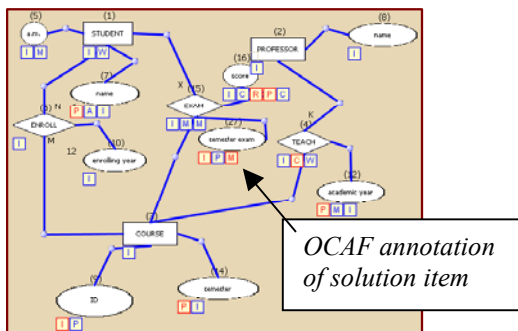 (5)
a.m.
I M
(1)
STUDENT
I W
(2)
PROFESSOR
I
(8)
name
I
(7)
name
P A I
X
(15)
EXAM
I M M
(16)
score
I C R P C
N
ENROLL
I
M
12
(10)
enrolling year
I
(27)
semester exam
I P M
K
(4)
TEACH
I C W
(12)
academic year
P M I
COURSE
I
(9)
ID
I P
(14)
semester
P I
OCAF annotation
of solution item